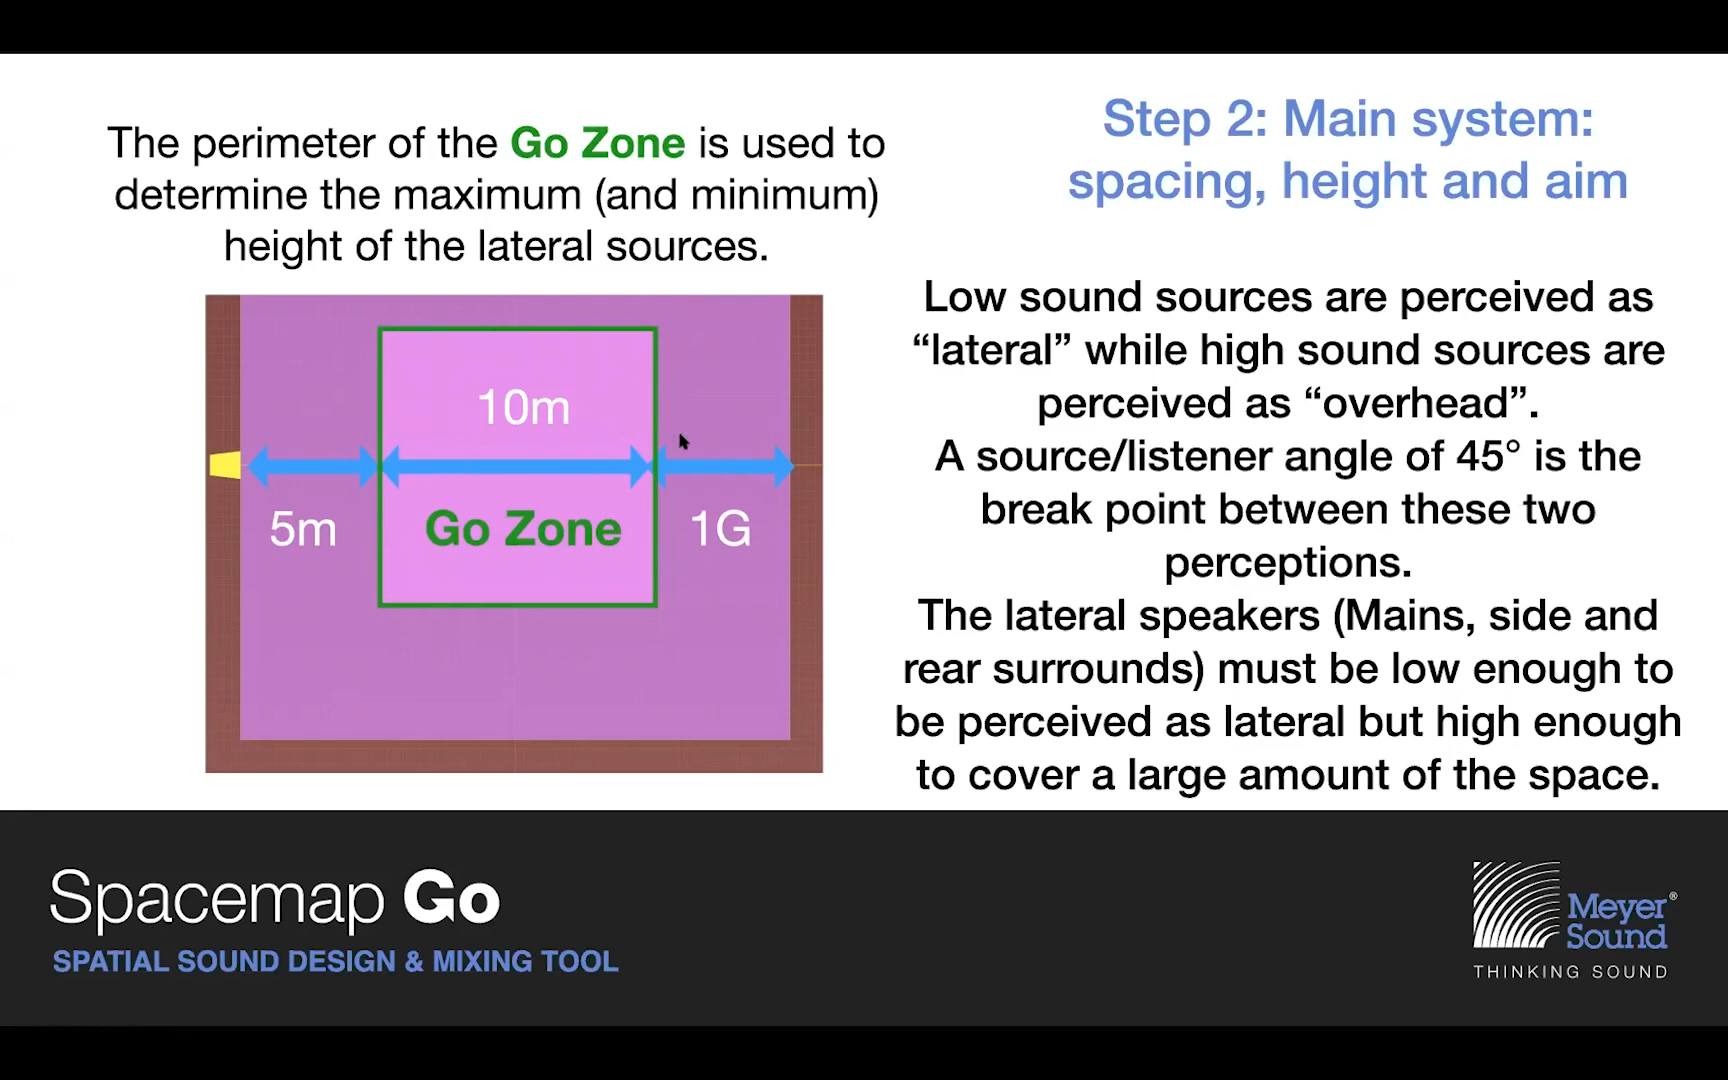 The perimeter of the Go Zone is used to
determine the maximum (and minimum)
height of the lateral sources.
10m
5m
Go Zone
1G
Step 2: Main system:
spacing, height and aim
Low sound sources are perceived as
“lateral” while high sound sources are
perceived as “overhead”.
A source/listener angle of 45° is the
break point between these two
perceptions.
The lateral speakers (Mains, side and
rear surrounds) must be low enough to
be perceived as lateral but high enough
to cover a large amount of the space.
Spacemap Go
SPATIAL SOUND DESIGN & MIXING TOOL
Meyer®
Sound
THINKING SOUND